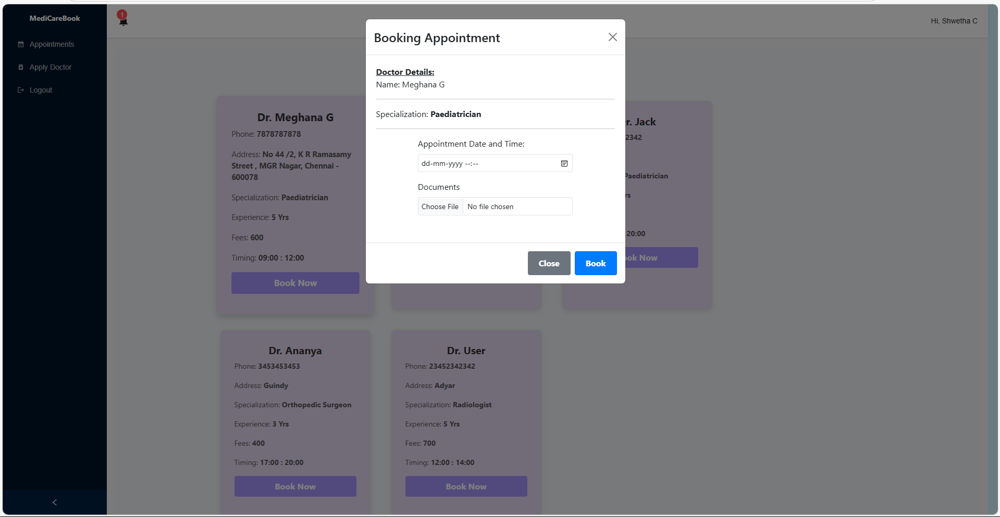 MediCareBook
Appointments
Apply Doctor
Logout
1
Hi, Shwetha C
Booking Appointment
Doctor Details:
Name: Meghana G
Specialization: Paediatrician
Appointment Date and Time:
dd-mm-yyyy --:--
Documents
Choose File No file chosen
Close
Book
Dr. Meghana G
Phone: 7878787878
Address: No 44 /2, K R Ramasamy
Street , MGR Nagar, Chennai -
600078
Specialization: Paediatrician
Experience: 5 Yrs
Fees: 600
Timing: 09:00 : 12:00
Book Now
r. Jack
2342
Paediatrician
rs
20:00
ok Now
Dr. Ananya
Phone: 3453453453
Address: Guindy
Specialization: Orthopedic Surgeon
Experience: 3 Yrs
Fees: 400
Timing: 17:00 : 20:00
Book Now
Dr. User
Phone: 23452342342
Address: Adyar
Specialization: Radiologist
Experience: 5 Yrs
Fees: 700
Timing: 12:00 : 14:00
Book Now